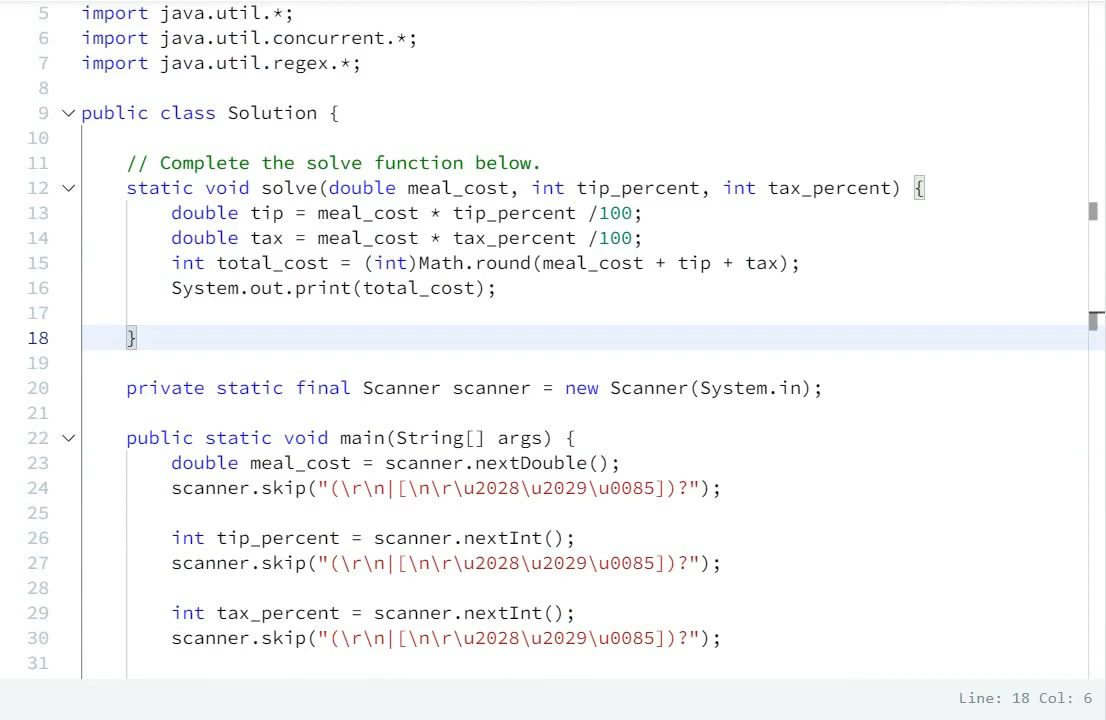 5 import java.util.*;
6 import java.util.concurrent.*;
7 import java.util.regex.*;
8
9 public class Solution {
10
11 // Complete the solve function below.
12 static void solve(double meal_cost, int tip_percent, int tax_percent) {
13 double tip = meal_cost * tip_percent /100;
14 double tax = meal_cost * tax_percent /100;
15 int total_cost = (int)Math.round(meal_cost + tip + tax);
16 System.out.print(total_cost);
17
18 }
19
20 private static final Scanner scanner = new Scanner(System.in);
21
22 public static void main(String[] args) {
23 double meal_cost = scanner.nextDouble();
24 scanner.skip("(\r\n|[\n\r\u2028\u2029\u0085])?");
25
26 int tip_percent = scanner.nextInt();
27 scanner.skip("(\r\n|[\n\r\u2028\u2029\u0085])?");
28
29 int tax_percent = scanner.nextInt();
30 scanner.skip("(\r\n|[\n\r\u2028\u2029\u0085])?");
31
Line: 18 Col: 6